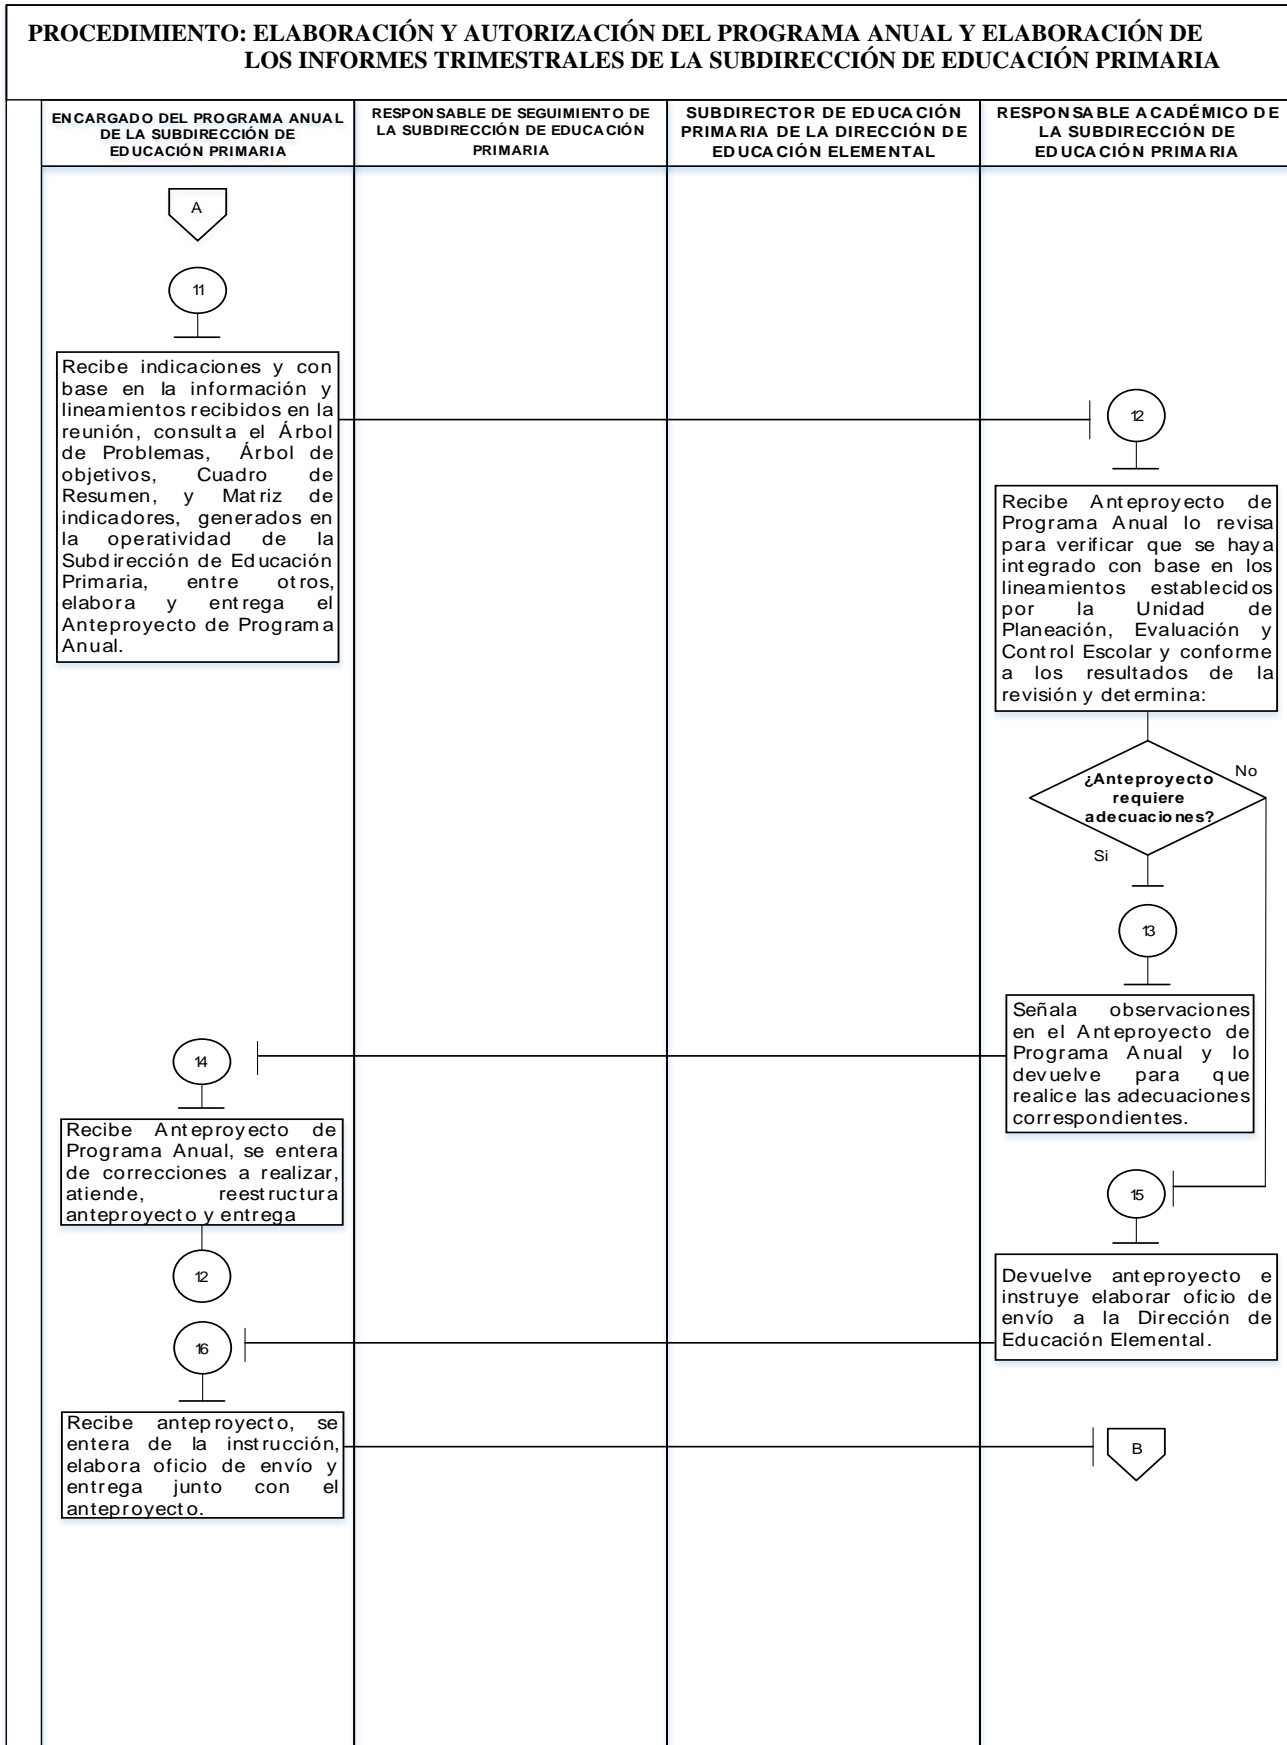 PROCEDIMIENTO: ELABORACIÓN Y AUTORIZACIÓN DEL PROGRAMA ANUAL Y ELABORACIÓN DE
LOS INFORMES TRIMESTRALES DE LA SUBDIRECCIÓN DE EDUCACIÓN PRIMARIA
ENCARGADO DEL PROGRAMA ANUAL
DE LA SUBDIRECCIÓN DE
EDUCACIÓN PRIMARIA
RESPONSABLE DE SEGUIMIENTO DE
LA SUBDIRECCIÓN DE EDUCACIÓN
PRIMARIA
SUBDIRECTOR DE EDUCACIÓN
PRIMARIA DE LA DIRECCIÓN DE
EDUCACIÓN ELEMENTAL
RESPONSABLE ACADÉMICO DE
LA SUBDIRECCIÓN DE
EDUCACIÓN PRIMARIA
A
11
Recibe indicaciones y con
base en la información y
lineamientos recibidos en la
reunión, consulta el Árbol
de Problemas, Árbol de
objetivos, Cuadro de
Resumen, y Matriz de
indicadores, generados en
la operatividad de la
Subdirección de Educación
Primaria, entre otros,
elabora y entrega el
Anteproyecto de Programa
Anual.
12
Recibe Anteproyecto de
Programa Anual lo revisa
para verificar que se haya
integrado con base en los
lineamientos establecidos
por la Unidad de
Planeación, Evaluación y
Control Escolar y conforme
a los resultados de la
revisión y determina:
¿Anteproyecto
requiere
adecuaciones?
No
Si
13
Señala observaciones
en el Anteproyecto de
Programa Anual y lo
devuelve para que
realice las adecuaciones
correspondientes.
14
Recibe Anteproyecto de
Programa Anual, se entera
de correcciones a realizar,
atiende, reestructura
anteproyecto y entrega
12
15
Devuelve anteproyecto e
instruye elaborar oficio de
envío a la Dirección de
Educación Elemental.
16
Recibe anteproyecto, se
entera de la instrucción,
elabora oficio de envío y
entrega junto con el
anteproyecto.
B